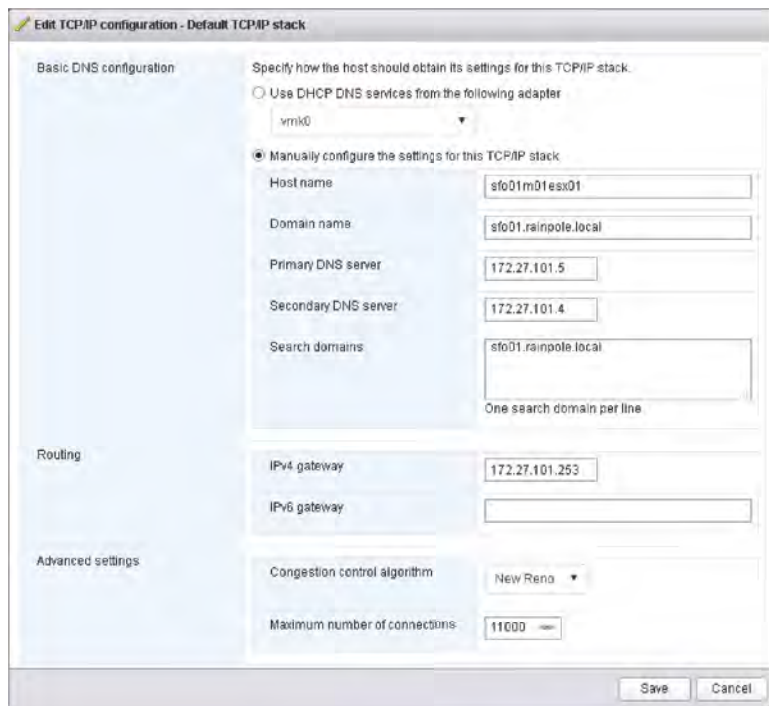 Edit TCP/IP configuration - Default TCP/IP stack
Basic DNS configuration
Specify how the host should obtain its settings for this TCP/IP stack.
Use DHCP DNS services from the following adapter
vmk0
Manually configure the settings for this TCP/IP stack
Host name
sfo01m01esx01
Domain name
sfo01.rainpole.local
Primary DNS server
172.27.101.5
Secondary DNS server
172.27.101.4
Search domains
sfo01.rainpole.local
One search domain per line
Routing
IPv4 gateway
172.27.101.253
IPv6 gateway
Advanced settings
Congestion control algorithm
New Reno
Maximum number of connections
11000
Save
Cancel